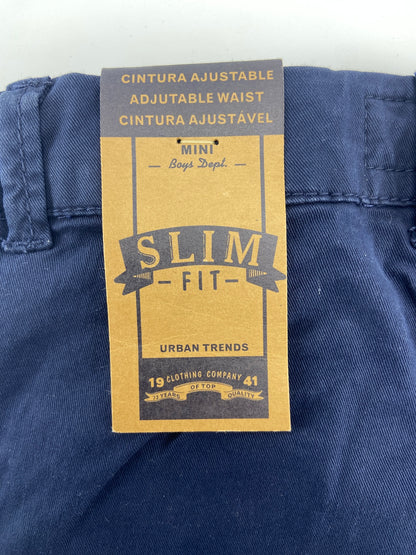 CINTURA AJUSTABLE
ADJUTABLE WAIST
CINTURA AJUSTÁVEL
MINI
Boys Dept.
SLIM
FIT
URBAN TRENDS
19 CLOTHING COMPANY 41
OF TOP
72 YEARS QUALITY